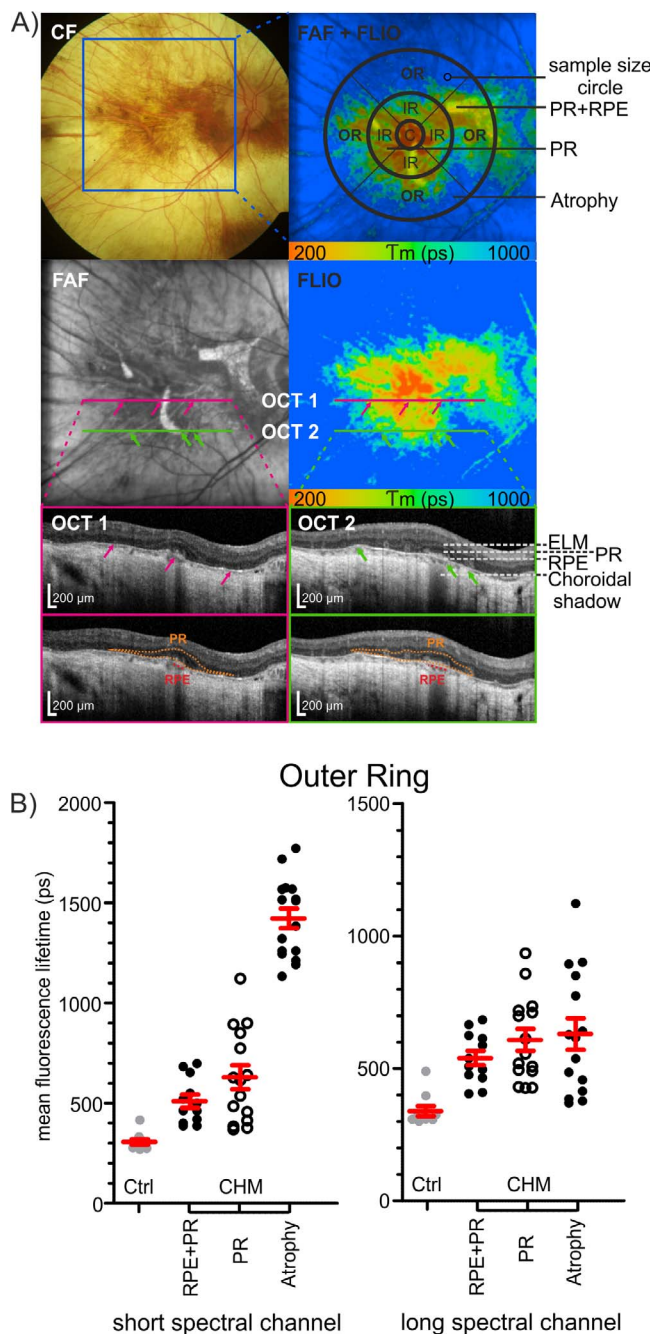 A)
CF
FAF + FLIO
OR
IR
OR
IR
C
IR
OR
IR
OR
sample size
circle
PR+RPE
PR
Atrophy
200
Τm (ps)
1000
FAF
FLIO
OCT 1
OCT 2
200
Τm (ps)
1000
OCT 1
OCT 2
ELM
PR
RPE
Choroidal
shadow
200 µm
200 µm
PR
RPE
PR
RPE
200 µm
200 µm
B)
Outer Ring
mean fluorescence lifetime (ps)
2000
1500
1000
500
0
Ctrl
CHM
RPE+PR
PR
Atrophy
short spectral channel
1500
1000
500
0
Ctrl
CHM
RPE+PR
PR
Atrophy
long spectral channel